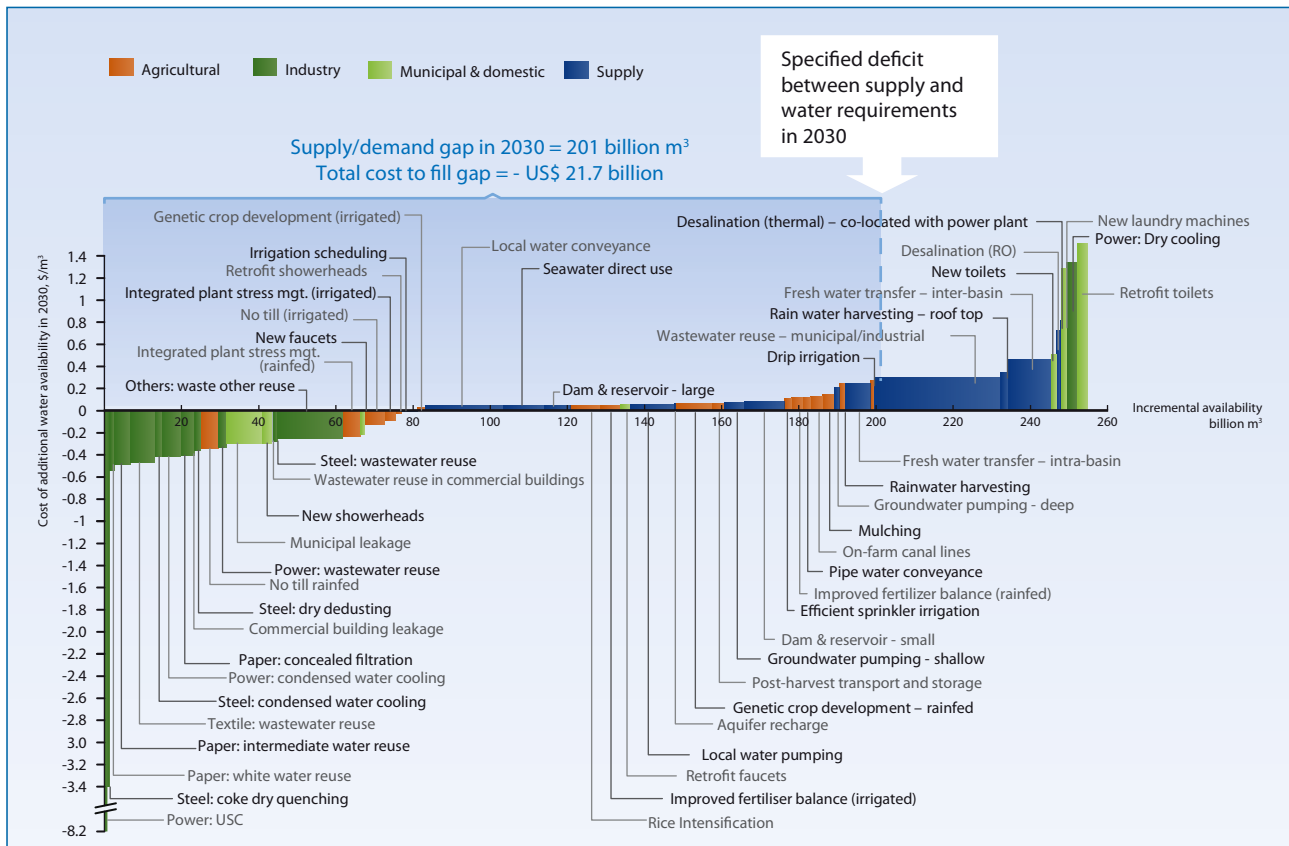 Agricultural
Industry
Municipal & domestic
Supply
Specified deficit
between supply and
water requirements
in 2030
Supply/demand gap in 2030 = 201 billion m³
Total cost to fill gap = - US$ 21.7 billion
Genetic crop development (irrigated)
Irrigation scheduling
Retrofit showerheads
Integrated plant stress mgt. (irrigated)
No till (irrigated)
New faucets
Integrated plant stress mgt.
(rainfed)
Others: waste other reuse
Local water conveyance
Seawater direct use
Dam & reservoir - large
Desalination (thermal) – co-located with power plant
Desalination (RO)
New toilets
Fresh water transfer – inter-basin
Rain water harvesting – roof top
Wastewater reuse – municipal/industrial
Drip irrigation
New laundry machines
Power: Dry cooling
Retrofit toilets
Cost of additional water availability in 2030, $/m³
1.4
1.2
1
0.8
0.6
0.4
0.2
0
-0.2
-0.4
-0.6
-0.8
-1
-1.2
-1.4
-1.6
-1.8
-2.0
-2.2
-2.4
-2.6
-2.8
3.0
-3.2
-3.4
-8.2
20
40
60
80
100
120
140
160
180
200
220
240
260
Incremental availability
billion m³
Steel: wastewater reuse
Wastewater reuse in commercial buildings
New showerheads
Municipal leakage
Power: wastewater reuse
No till rainfed
Steel: dry dedusting
Commercial building leakage
Paper: concealed filtration
Power: condensed water cooling
Steel: condensed water cooling
Textile: wastewater reuse
Paper: intermediate water reuse
Paper: white water reuse
Steel: coke dry quenching
Power: USC
Fresh water transfer – intra-basin
Rainwater harvesting
Groundwater pumping - deep
Mulching
On-farm canal lines
Pipe water conveyance
Improved fertilizer balance (rainfed)
Efficient sprinkler irrigation
Dam & reservoir - small
Groundwater pumping - shallow
Post-harvest transport and storage
Genetic crop development – rainfed
Aquifer recharge
Local water pumping
Retrofit faucets
Improved fertiliser balance (irrigated)
Rice Intensification